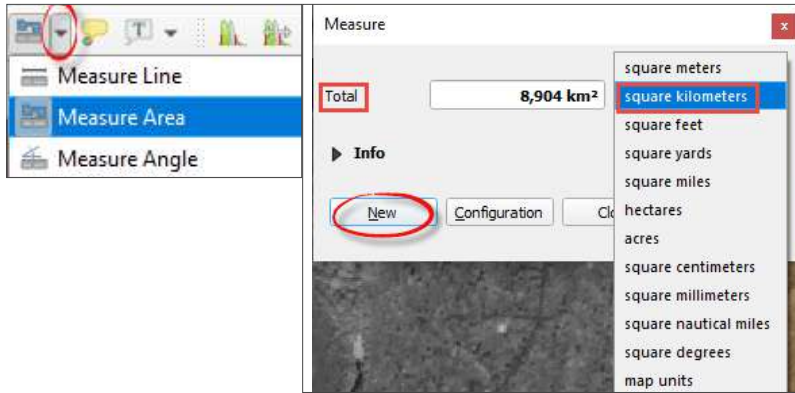 T
Measure Line
Measure Area
Measure Angle
Measure
x
Total
8,904 km²
Info
New
Configuration
Clo
square meters
square kilometers
square feet
square yards
square miles
hectares
acres
square centimeters
square millimeters
square nautical miles
square degrees
map units